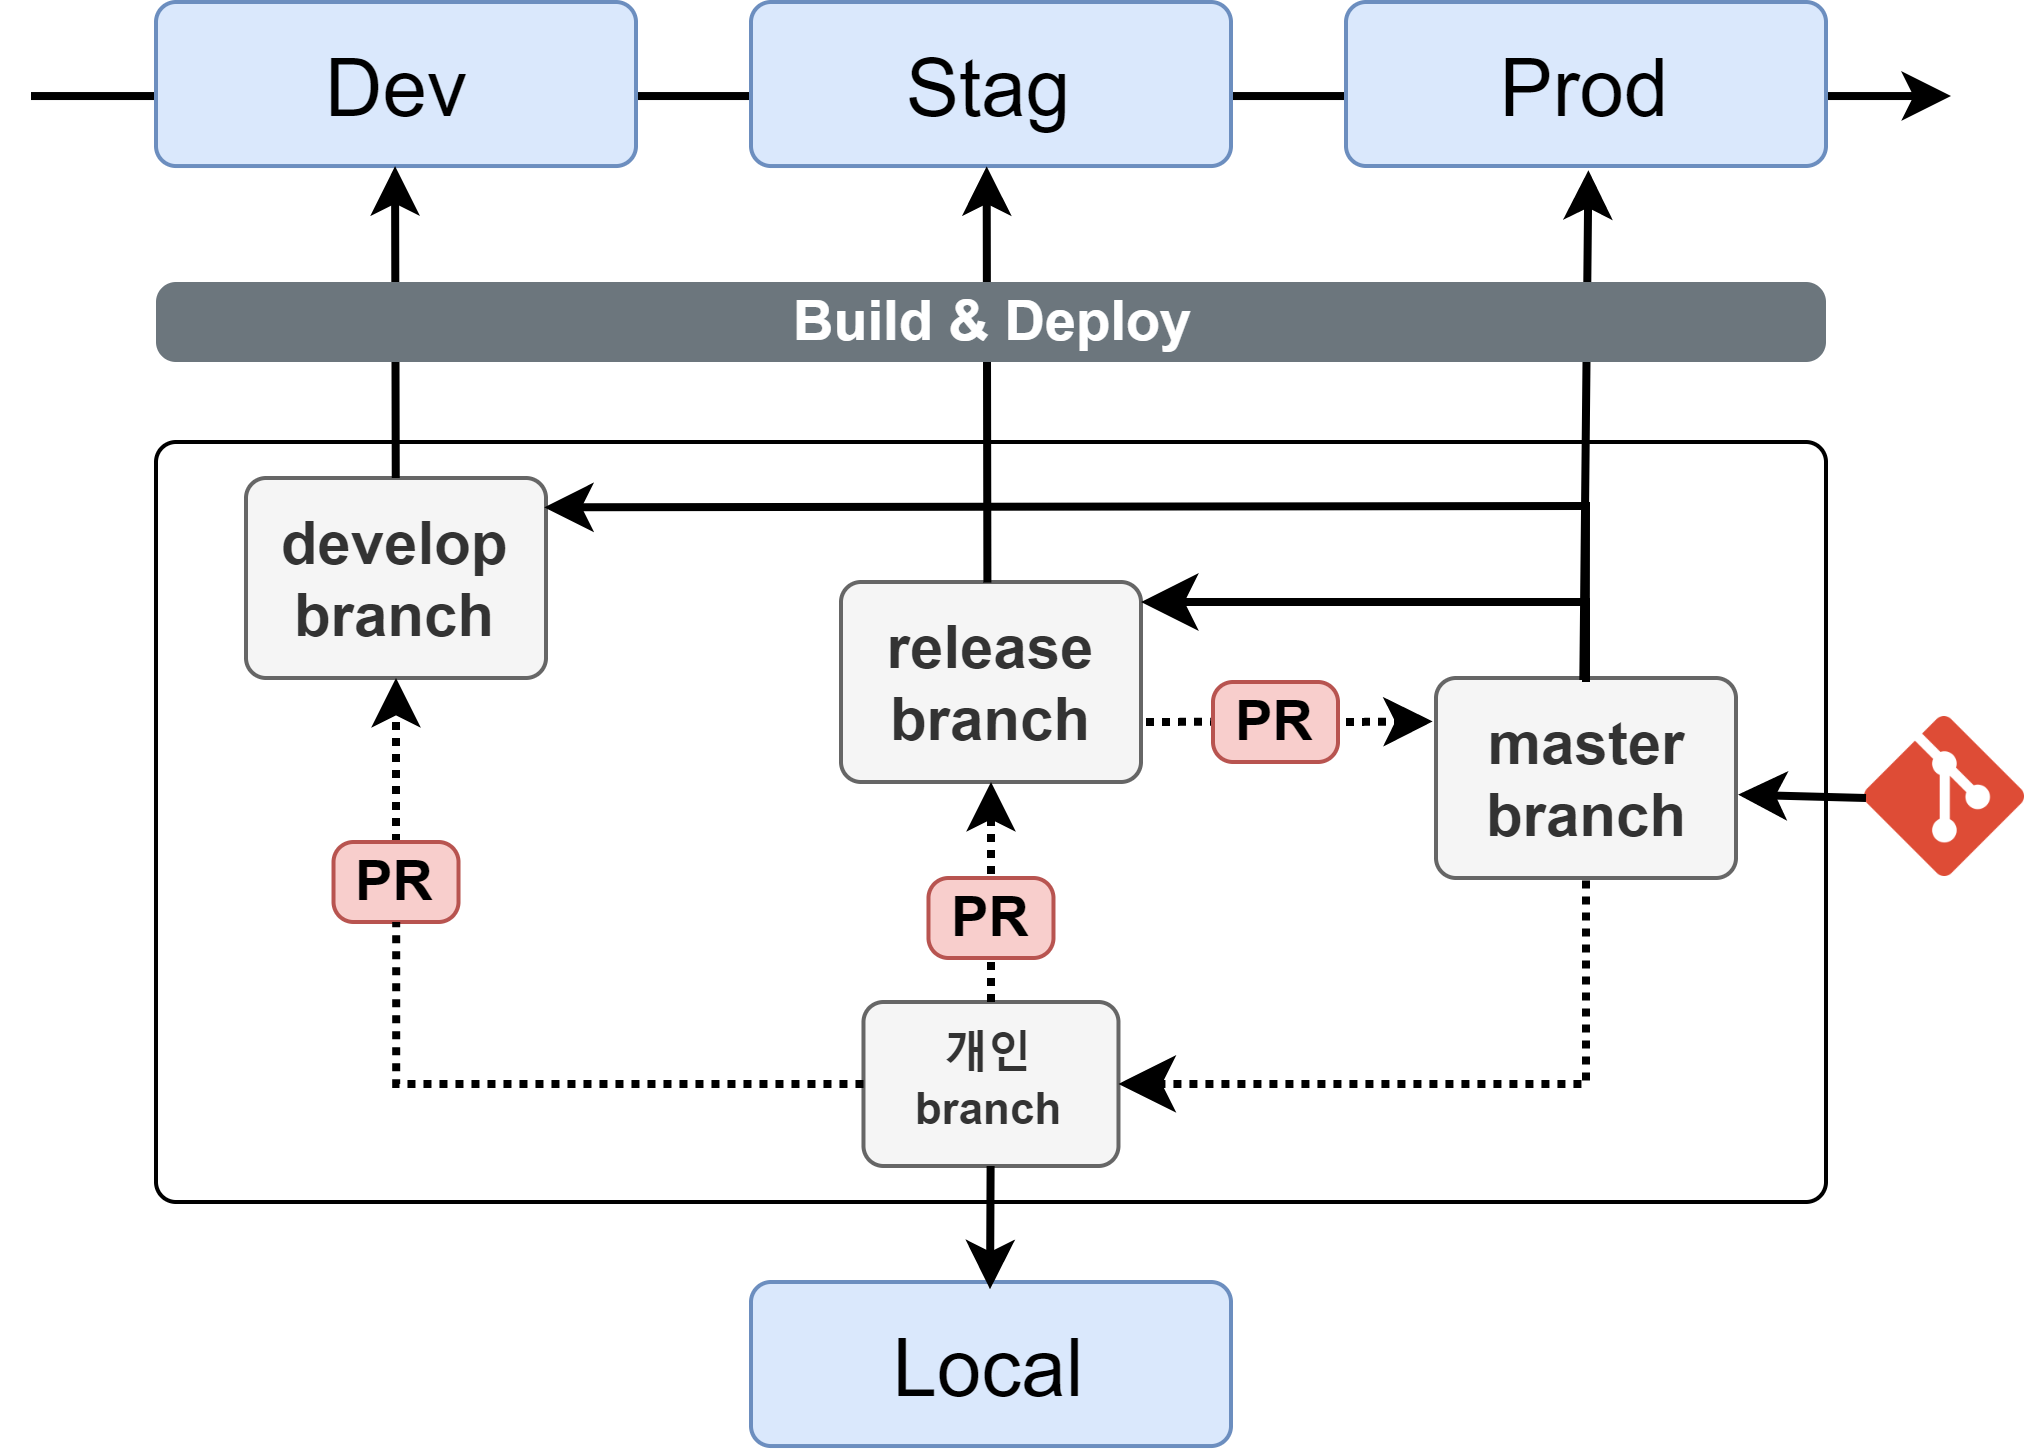 Dev
Stag
Prod
Build & Deploy
develop
branch
release
branch
PR
master
branch
PR
PR
개인
branch
Local